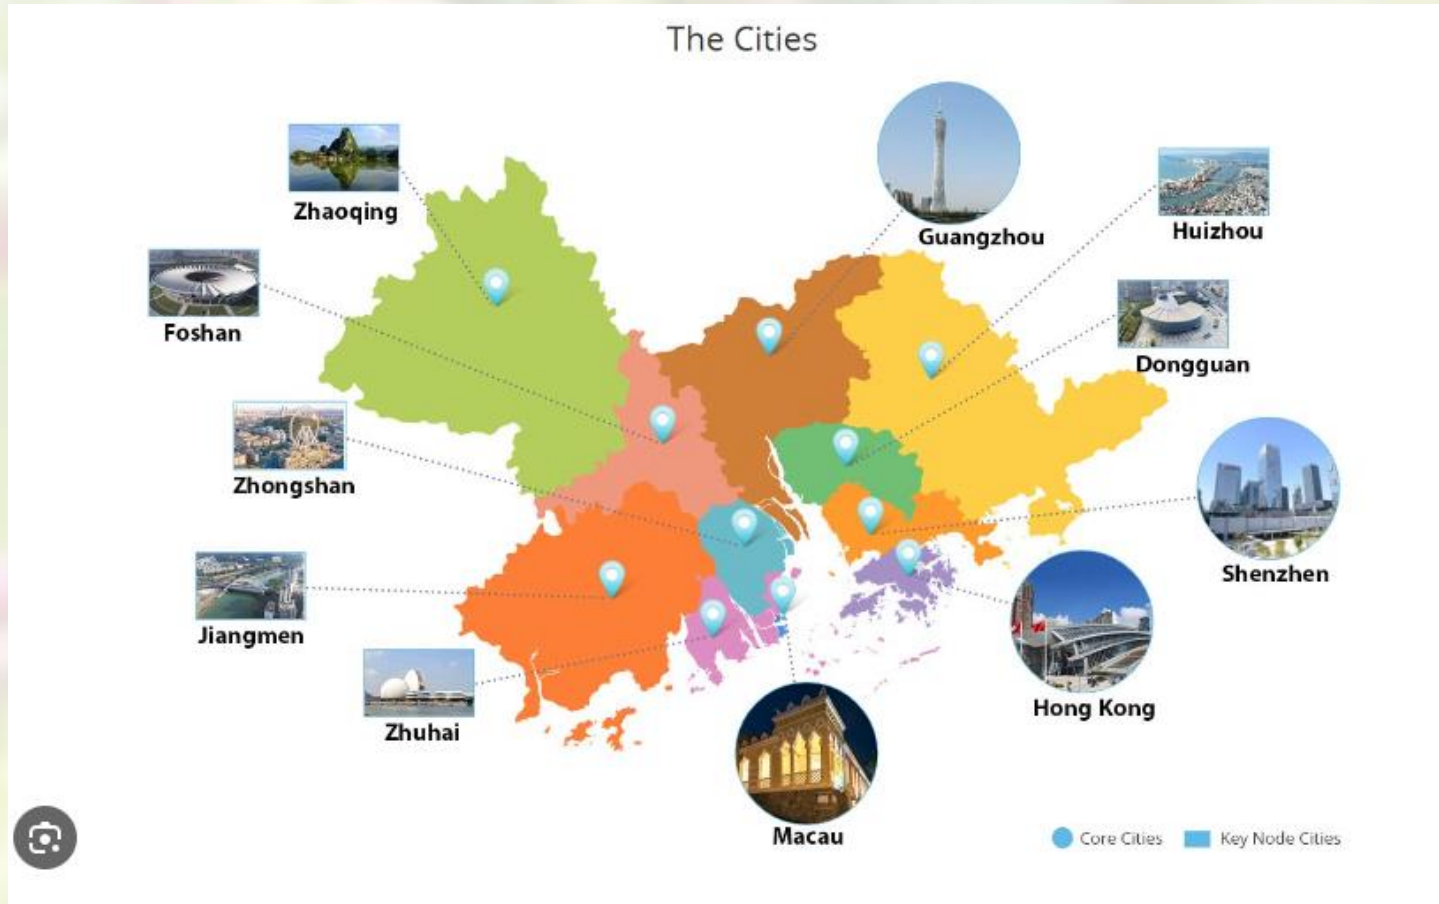 The Cities
Zhaoqing
Guangzhou
Huizhou
Foshan
Dongguan
Zhongshan
Shenzhen
Jiangmen
Zhuhai
Hong Kong
Macau
Core Cities
Key Node Cities